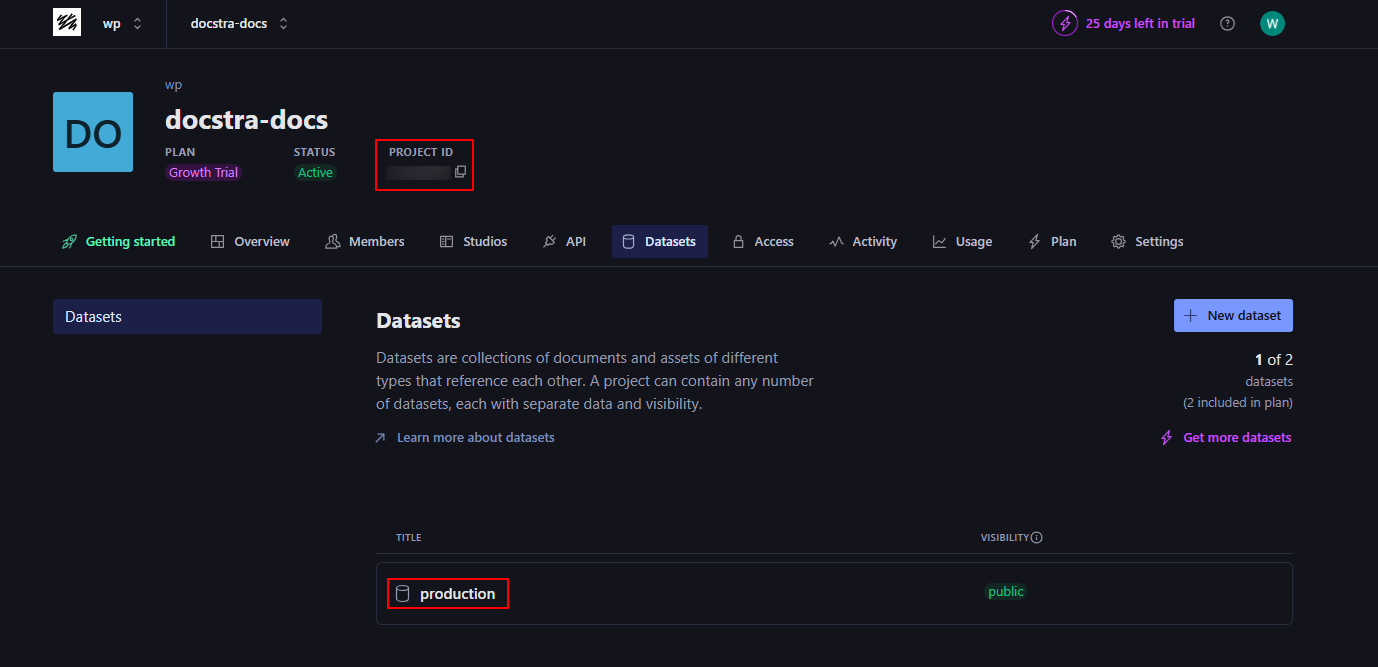 wp docstra-docs 25 days left in trial W
wp
DO
docstra-docs
PLAN STATUS PROJECT ID
Growth Trial Active
Getting started Overview Members Studios API Datasets Access Activity Usage Plan Settings
Datasets
Datasets
New dataset
Datasets are collections of documents and assets of different
types that reference each other. A project can contain any number
of datasets, each with separate data and visibility.
Learn more about datasets
1 of 2
datasets
(2 included in plan)
Get more datasets
TITLE VISIBILITY
production public